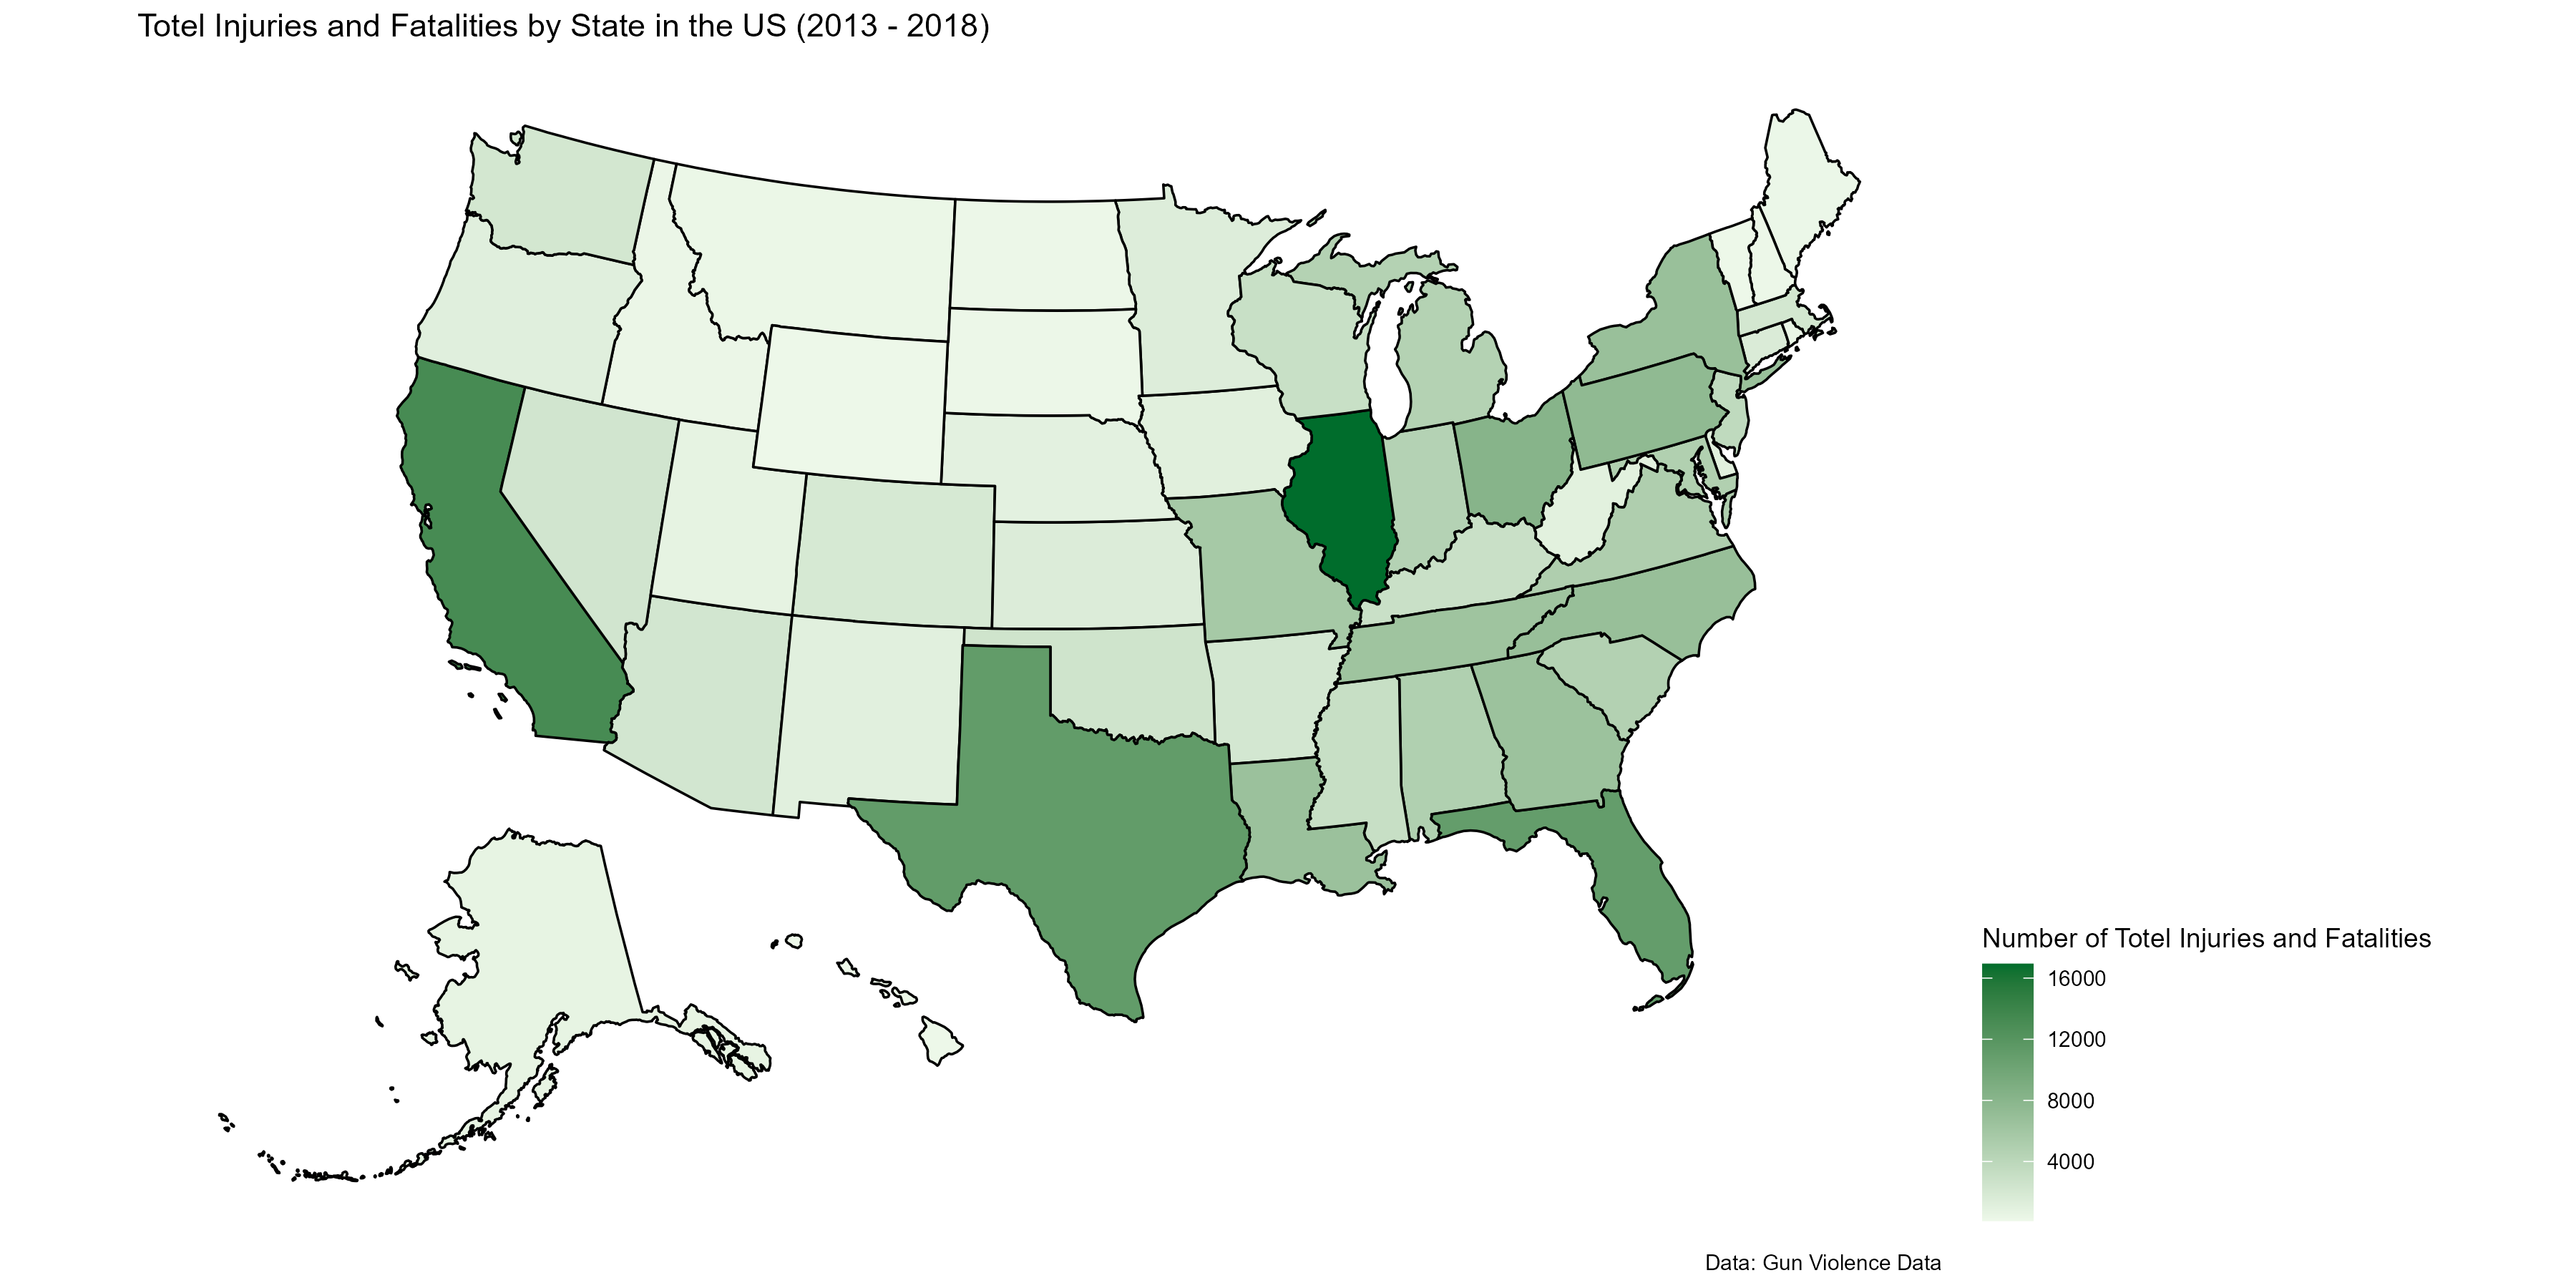 Totel Injuries and Fatalities by State in the US (2013 - 2018)
Number of Totel Injuries and Fatalities
16000
12000
8000
4000
Data: Gun Violence Data